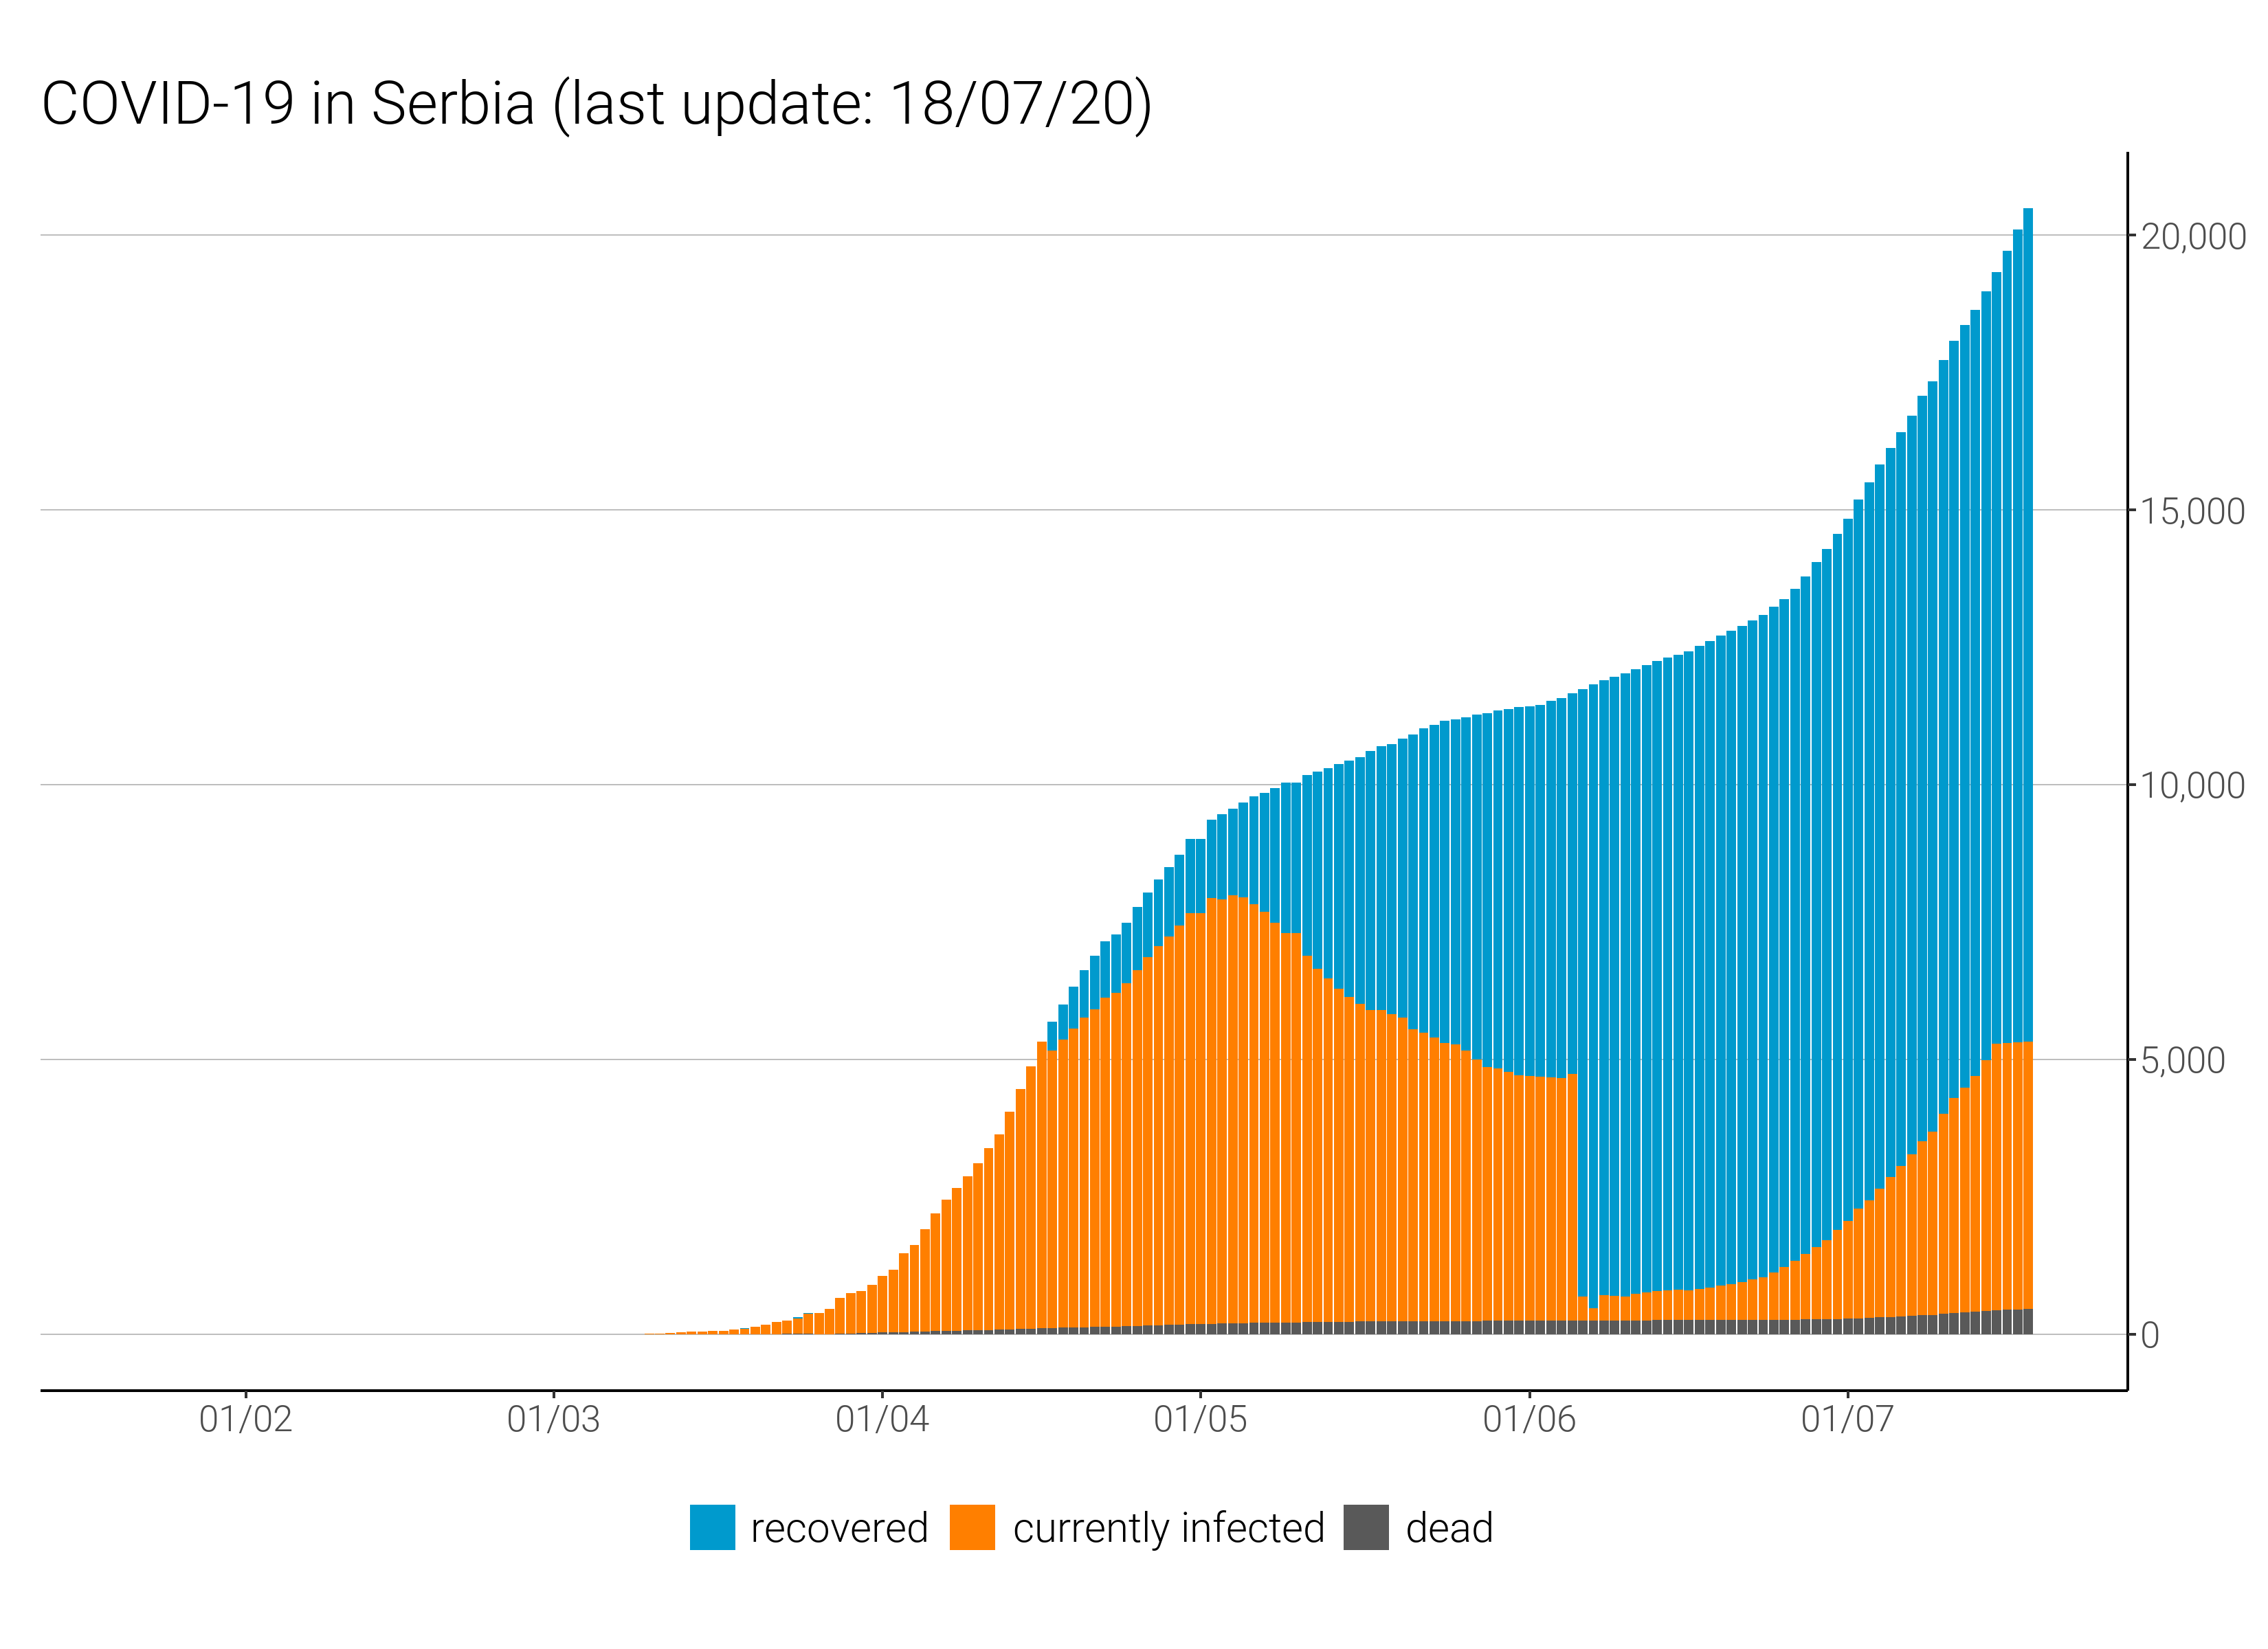 COVID-19 in Serbia (last update: 18/07/20)
20,000
15,000
10,000
5,000
0
01/02 01/03 01/04 01/05 01/06 01/07
recovered currently infected dead